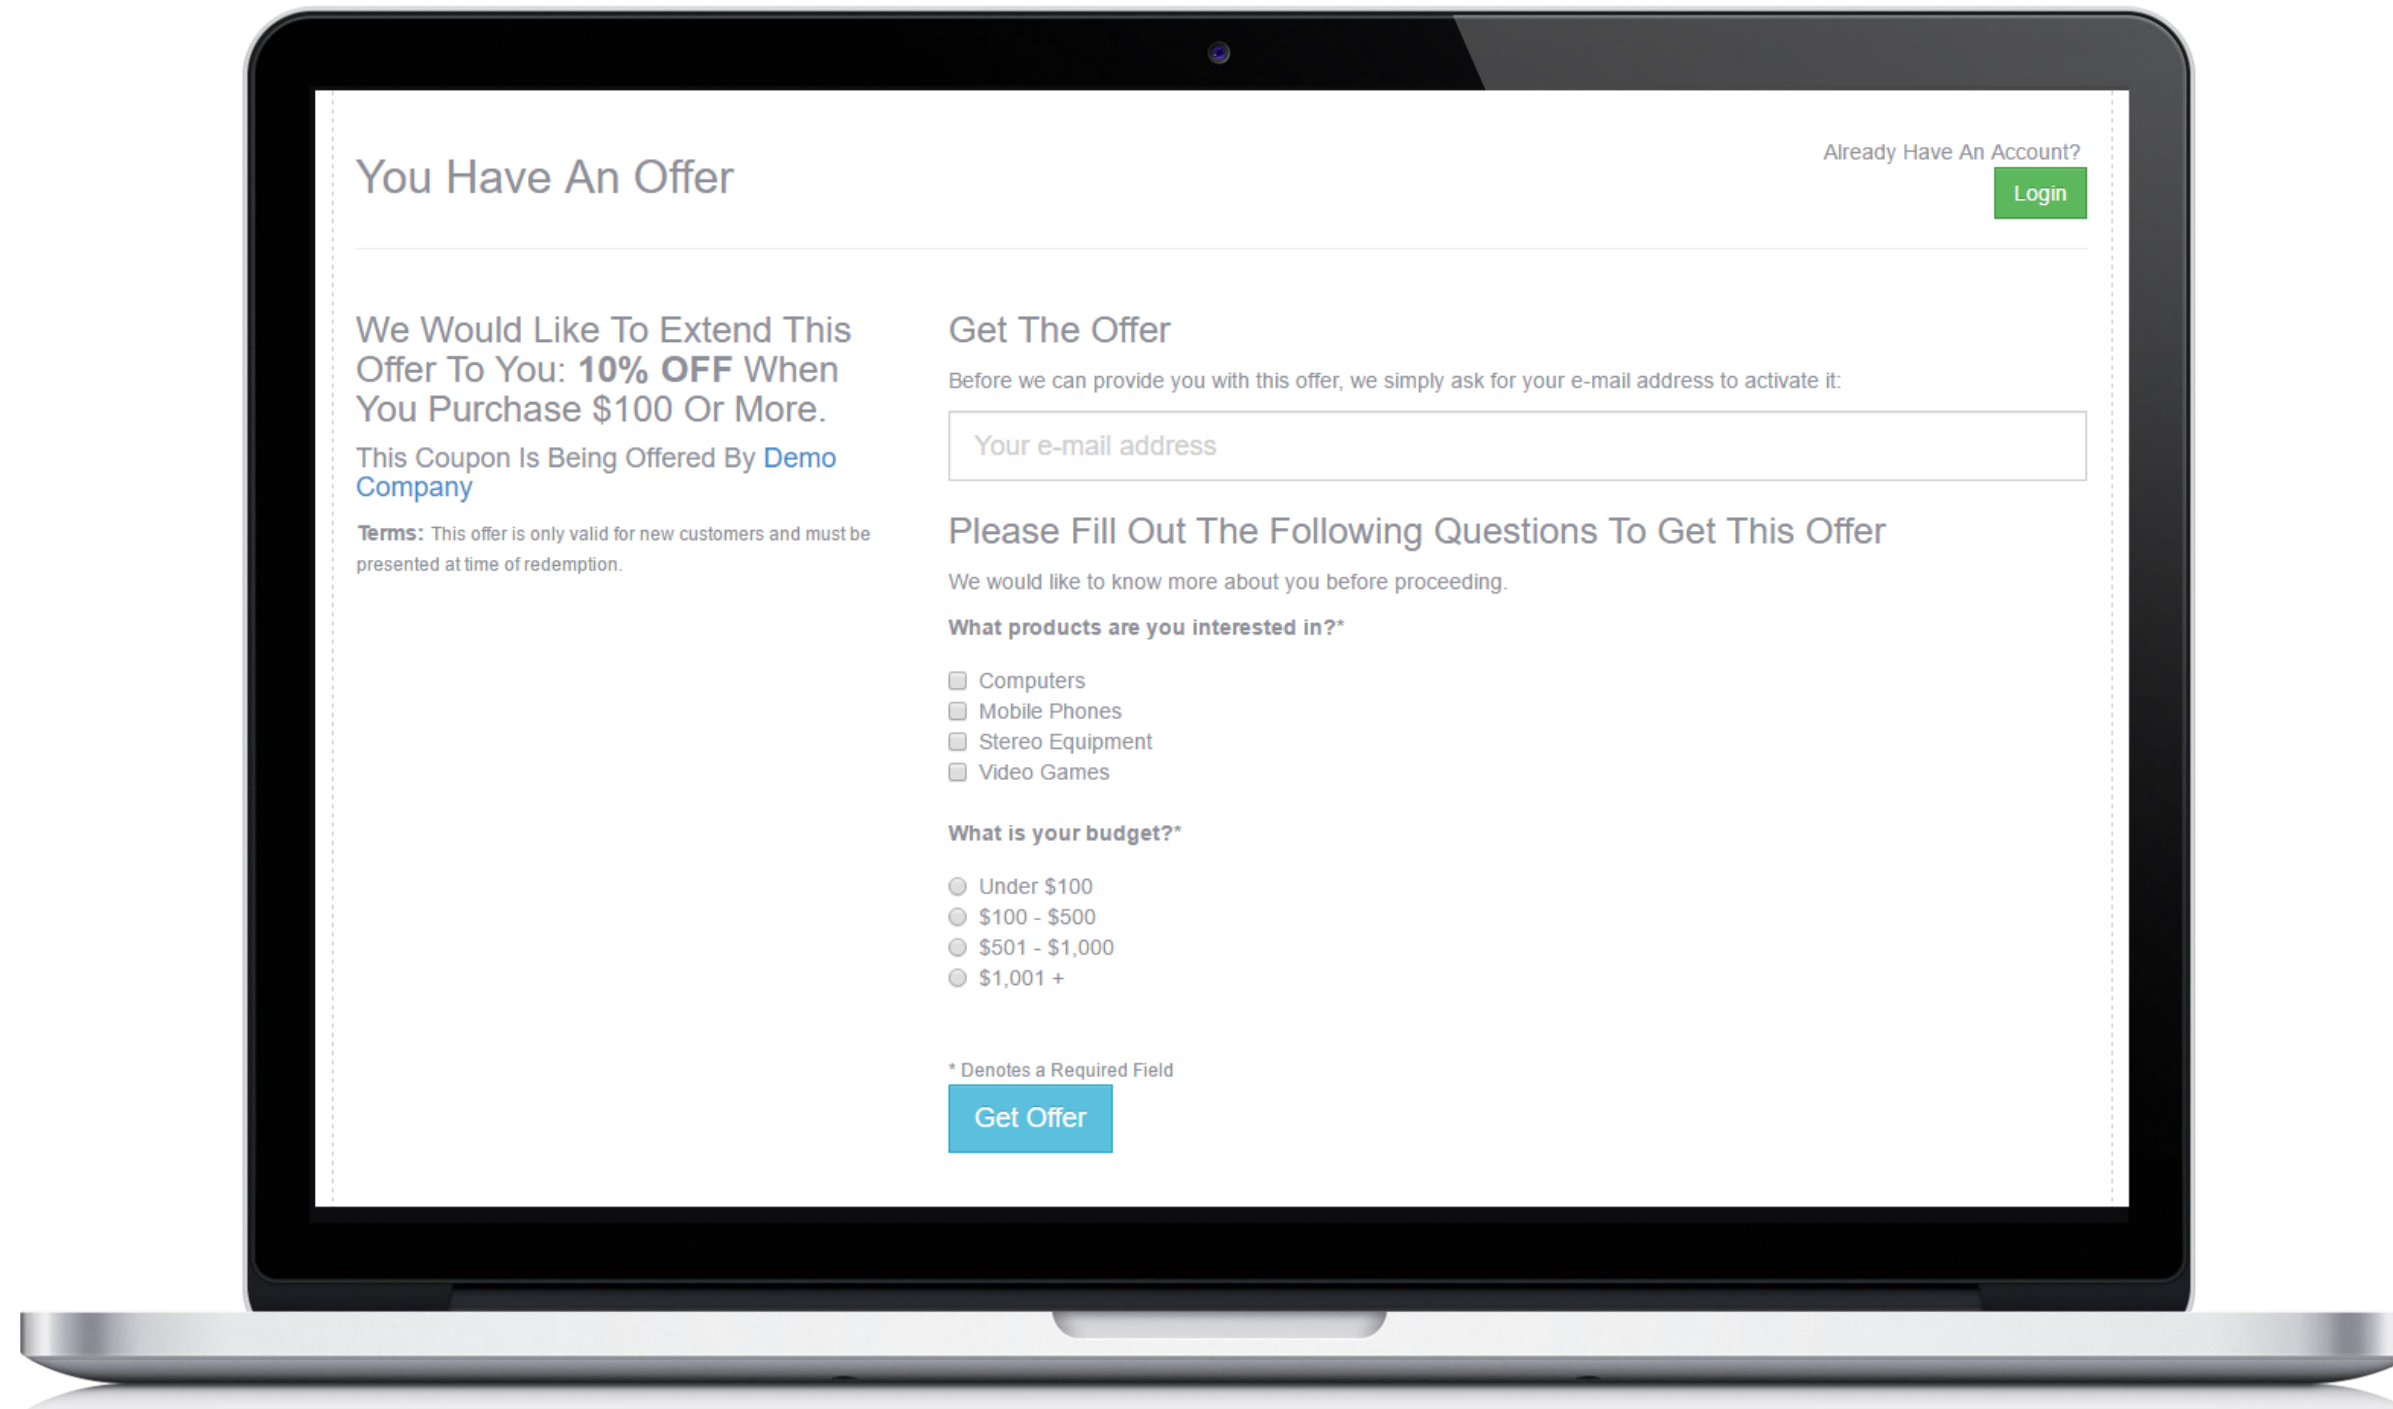 You Have An Offer
Already Have An Account?
Login
We Would Like To Extend This
Offer To You: 10% OFF When
You Purchase $100 Or More.
This Coupon Is Being Offered By Demo
Company
Terms: This offer is only valid for new customers and must be
presented at time of redemption.
Get The Offer
Before we can provide you with this offer, we simply ask for your e-mail address to activate it:
Your e-mail address
Please Fill Out The Following Questions To Get This Offer
We would like to know more about you before proceeding.
What products are you interested in?*
Computers
Mobile Phones
Stereo Equipment
Video Games
What is your budget?*
Under $100
$100 - $500
$501 - $1,000
$1,001 +
* Denotes a Required Field
Get Offer